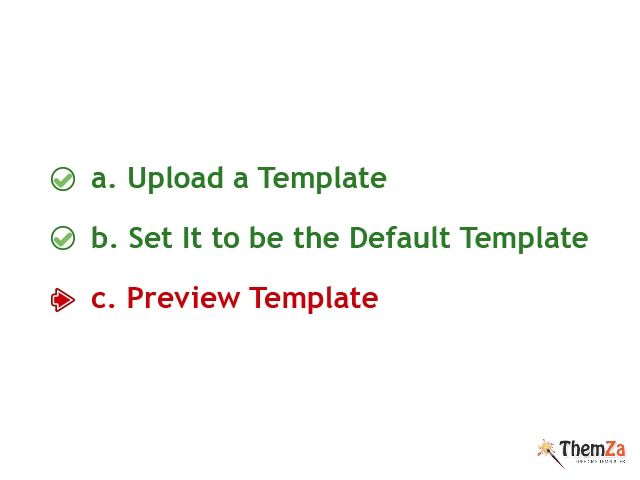 a. Upload a Template
b. Set It to be the Default Template
c. Preview Template
ThemZa